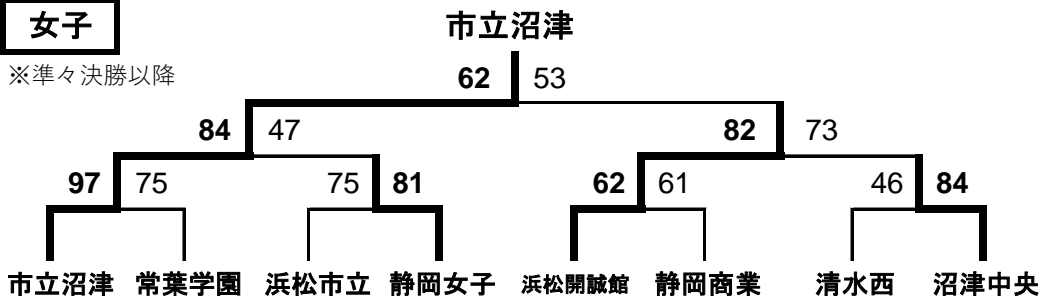 女子
市立沼津
※準々決勝以降
62 53
84 47 82 73
97 75 75 81 62 61 46 84
市立沼津 常葉学園 浜松市立 静岡女子 浜松開誠館 静岡商業 清水西 沼津中央